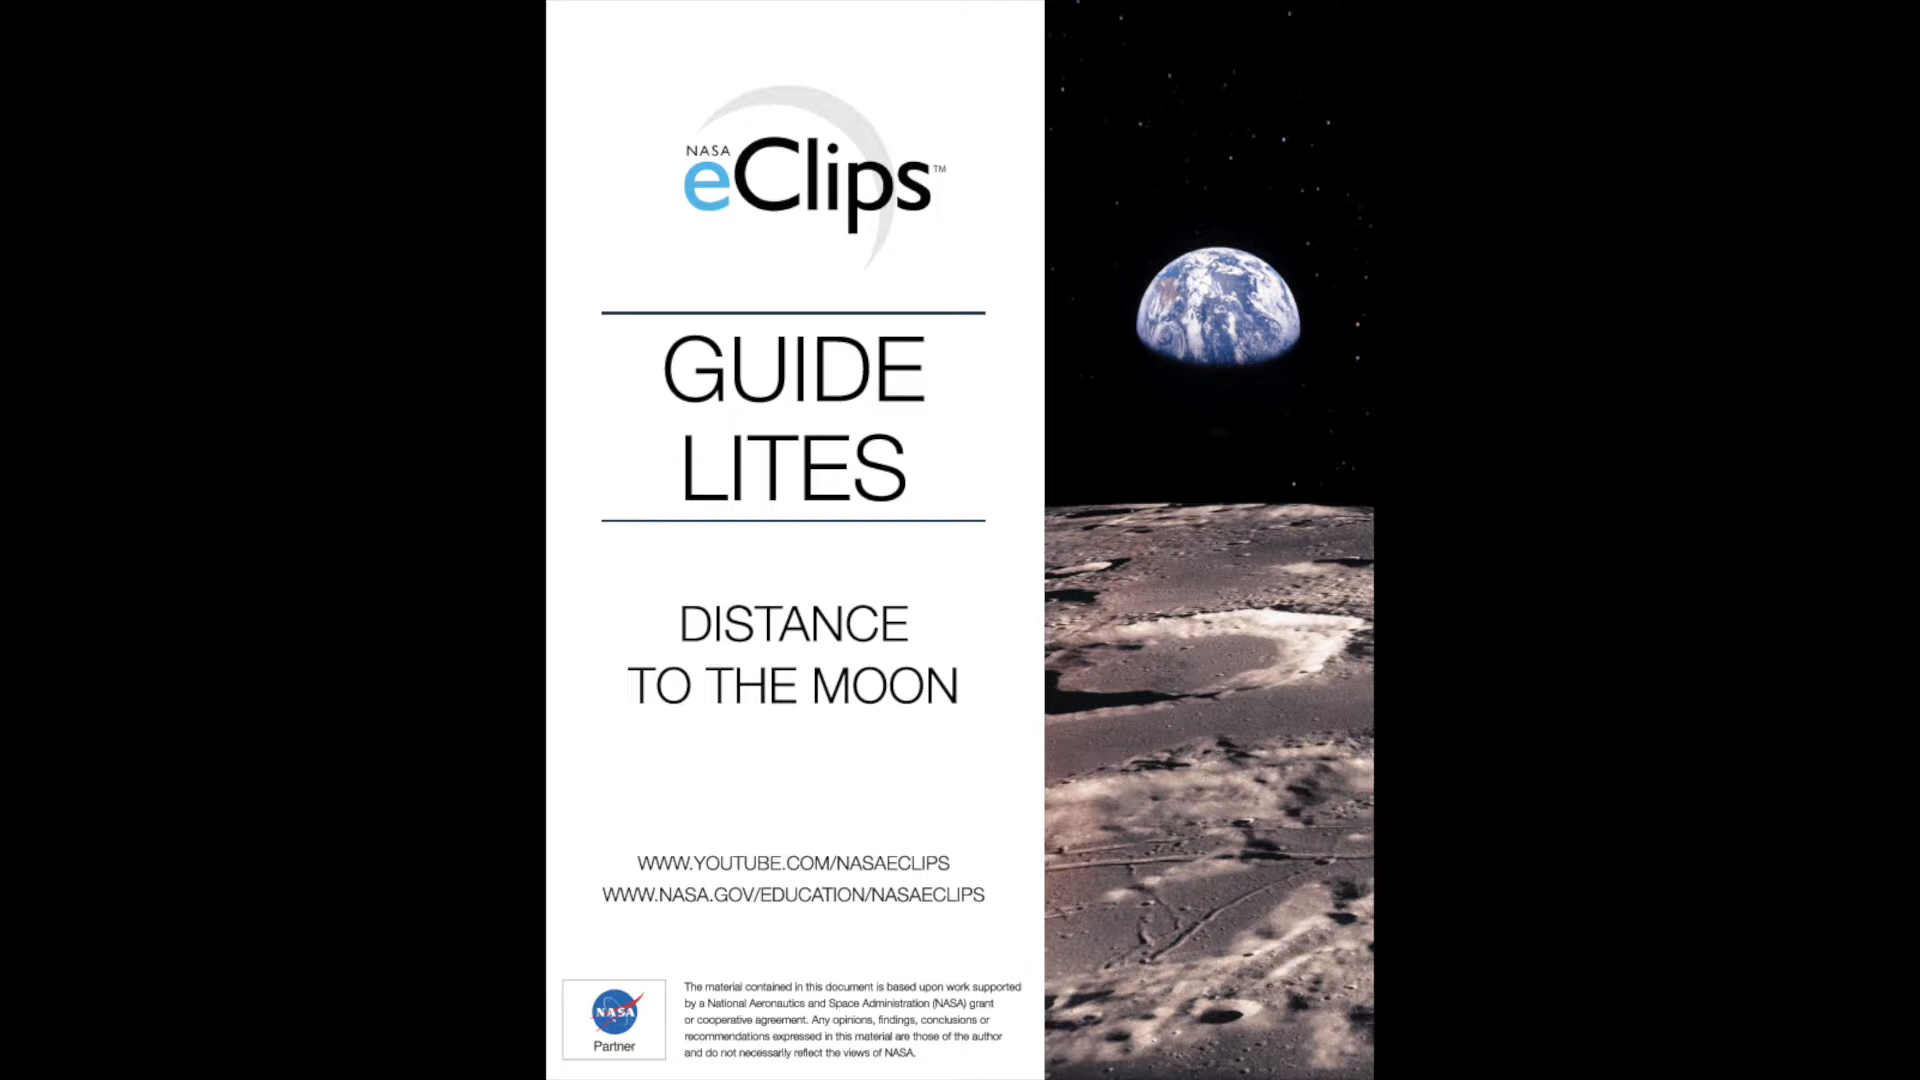 NASA
eClips™
GUIDE
LITES
DISTANCE
TO THE MOON
WWW.YOUTUBE.COM/NASAECLIPS
WWW.NASA.GOV/EDUCATION/NASAECLIPS
NASA
Partner
The material contained in this document is based upon work supported
by a National Aeronautics and Space Administration (NASA) grant
or cooperative agreement. Any opinions, findings, conclusions or
recommendations expressed in this material are those of the author
and do not necessarily reflect the views of NASA.